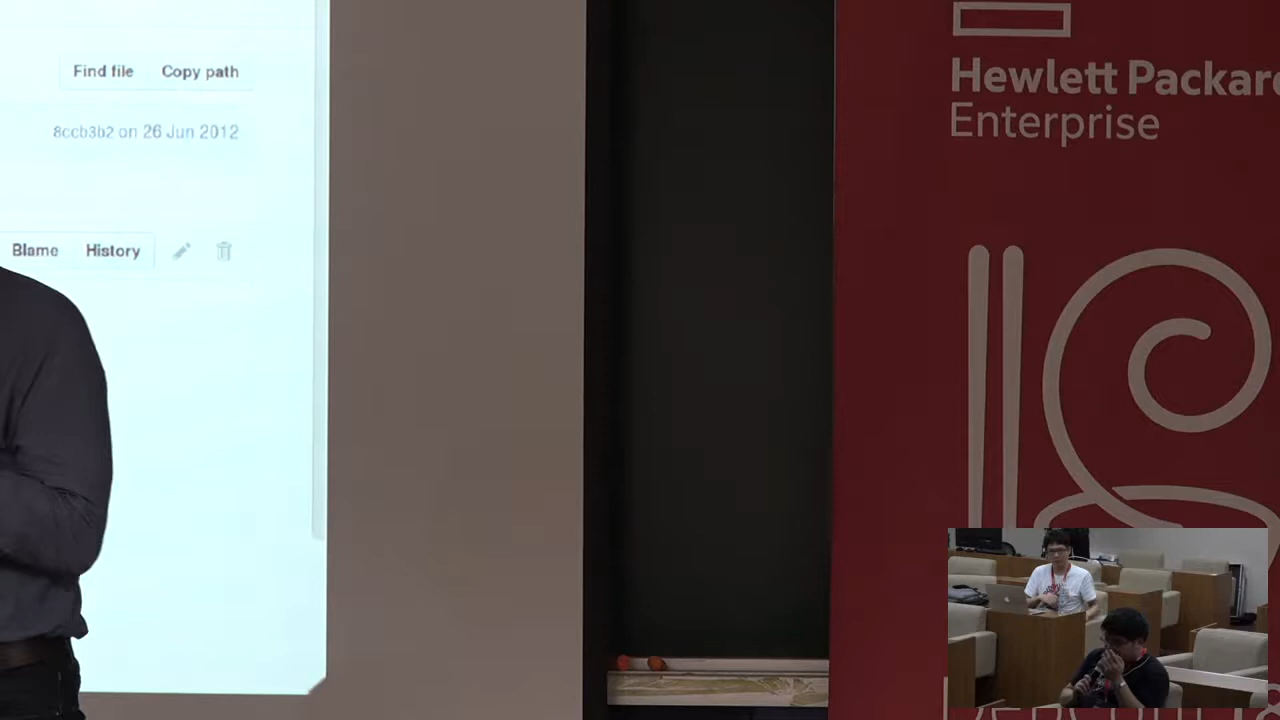 Find file Copy path
8ccb3b2 on 26 Jun 2012
Blame History
Hewlett Packard
Enterprise